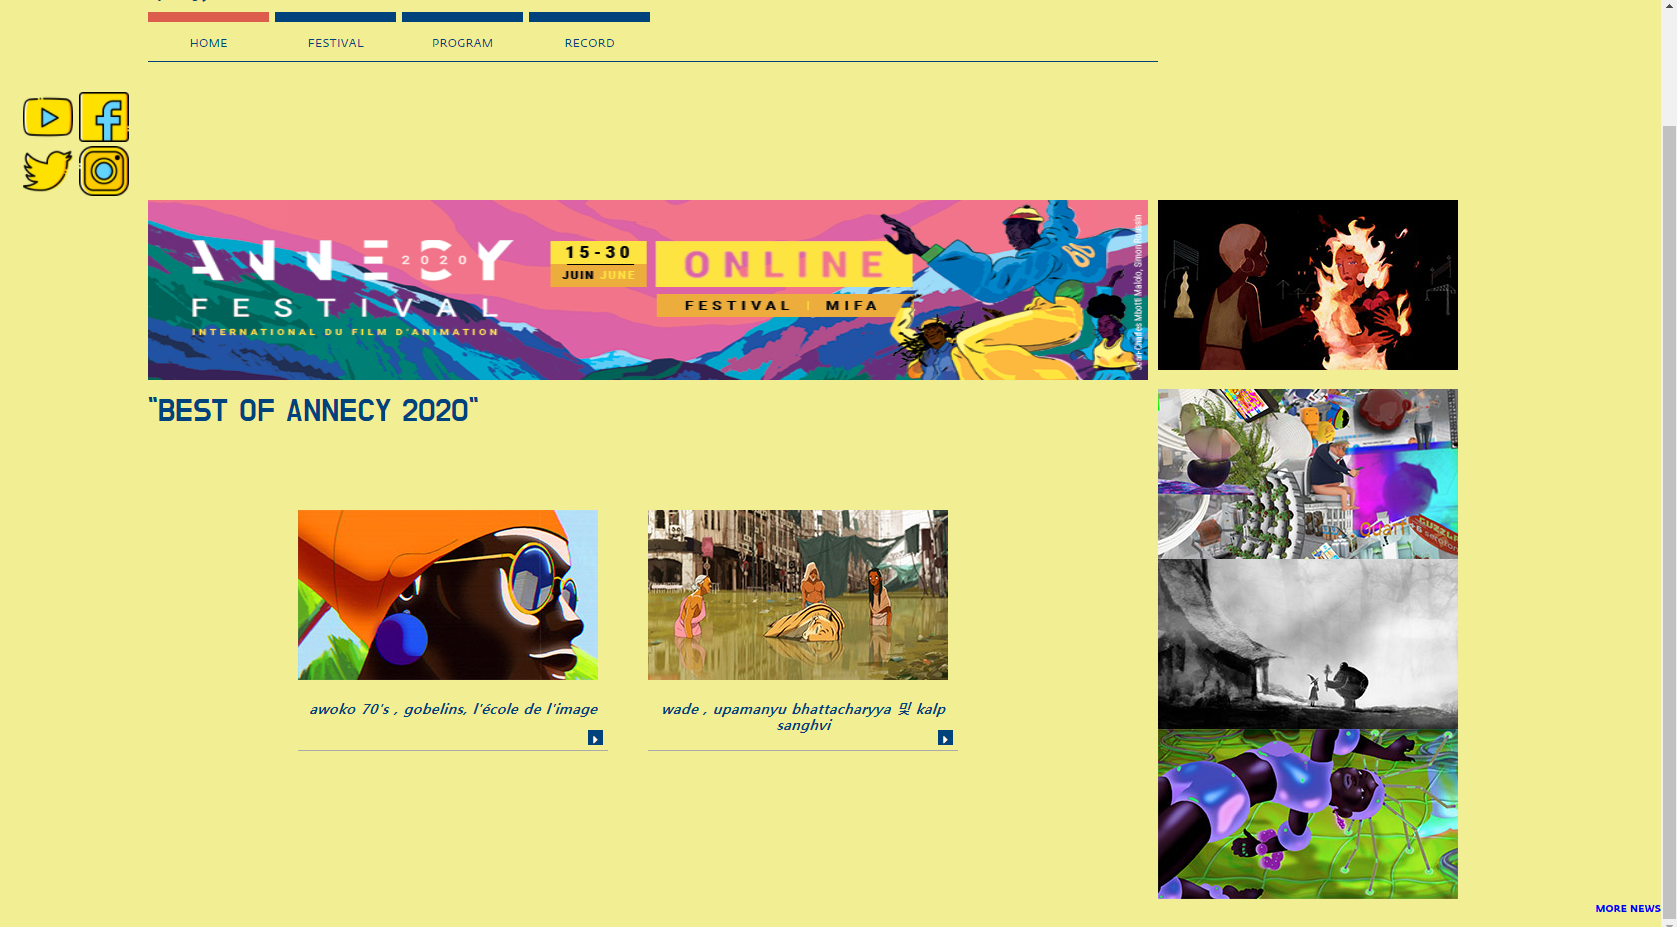 HOME
FESTIVAL
PROGRAM
RECORD
ANNECY
2020
FESTIVAL
INTERNATIONAL DU FILM D'ANIMATION
15-30
JUIN JUNE
ONLINE
FESTIVAL | MIFA
"BEST OF ANNECY 2020"
awoko 70's , gobelins, l'école de l'image
wade , upamanyu bhattacharyya 및 kalp
sanghvi
MORE NEWS